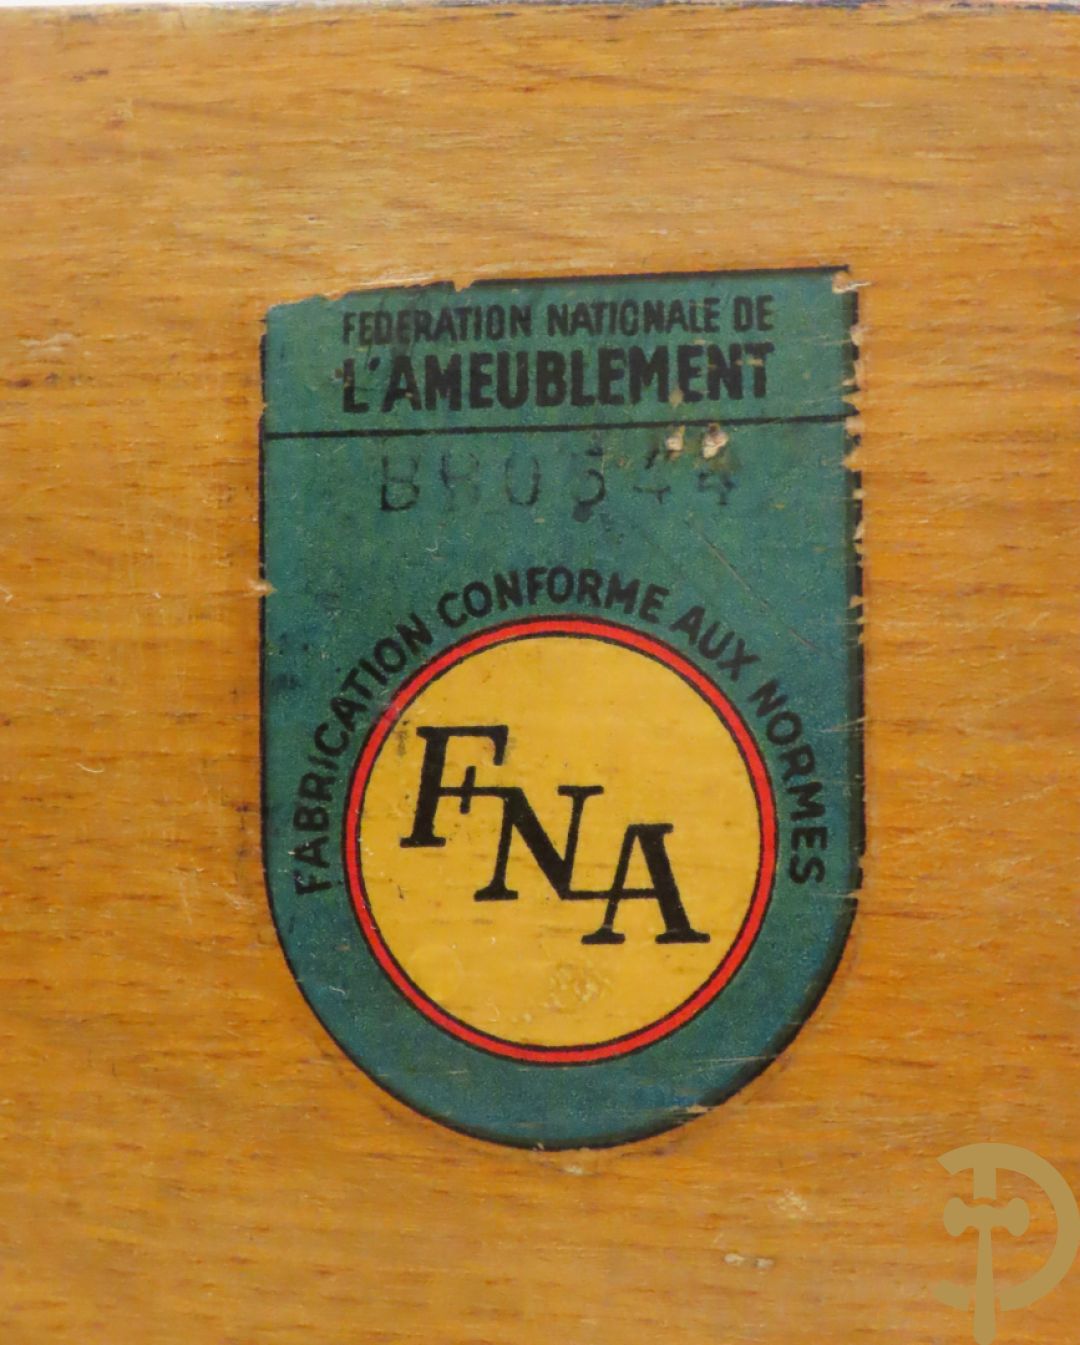 FEDERATION NATIONALE DE
L'AMEUBLEMENT
FABRICATION CONFORME AUX NORMES
FNA